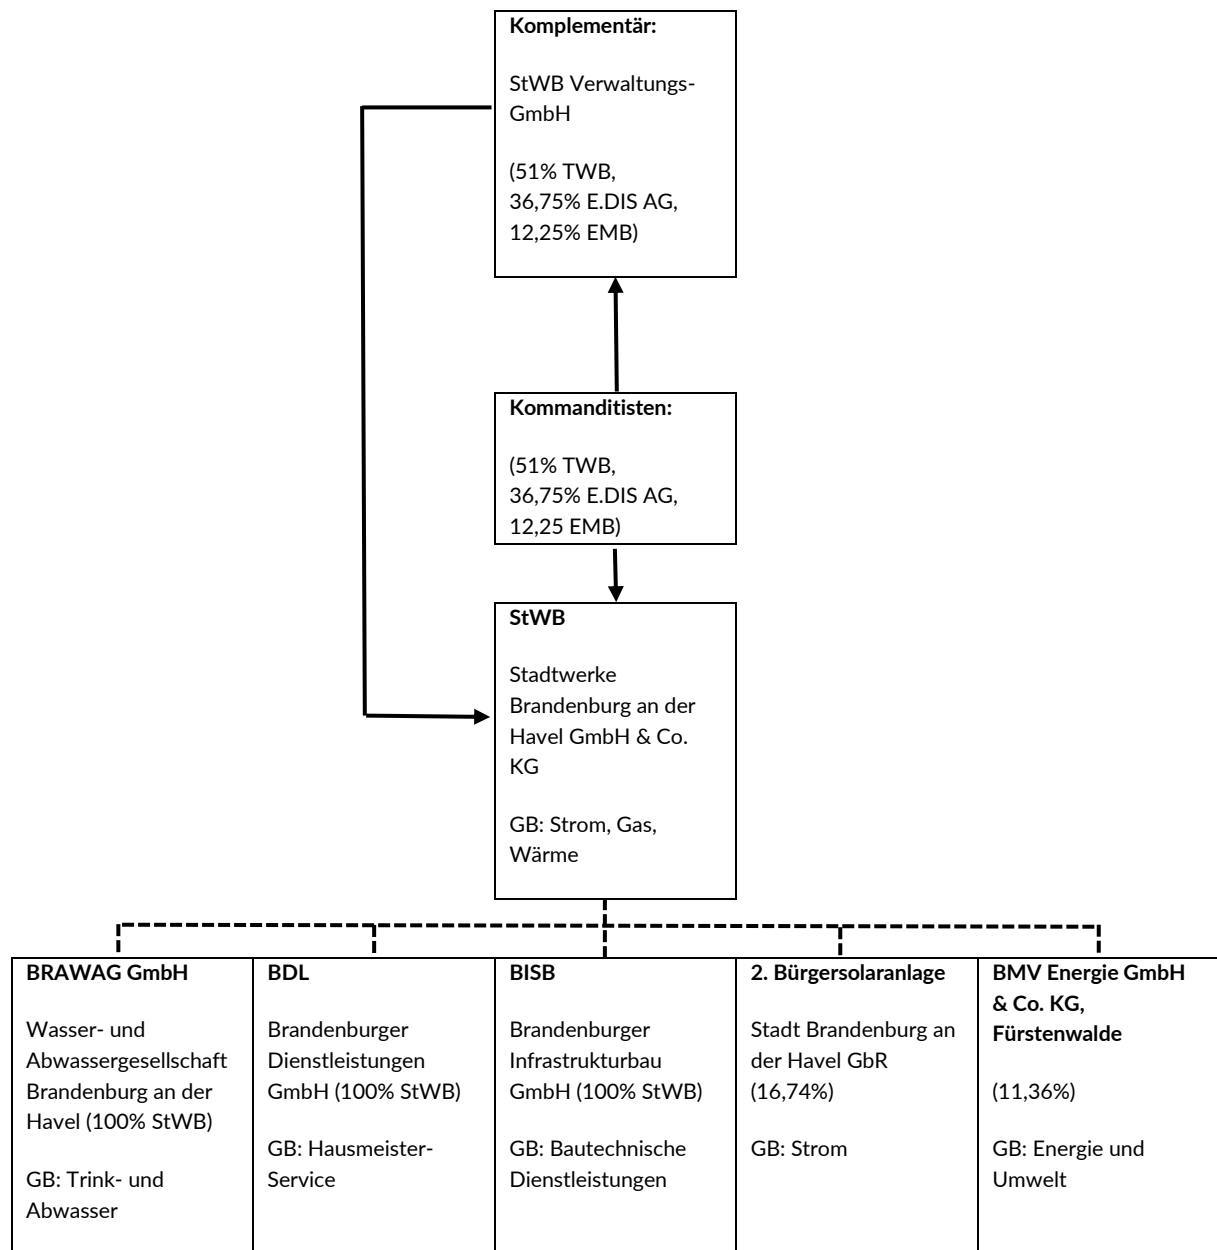 Komplementär:
StWB Verwaltungs-
GmbH
(51% TWB,
36,75% E.DIS AG,
12,25% EMB)
Kommanditisten:
(51% TWB,
36,75% E.DIS AG,
12,25 EMB)
StWB
Stadtwerke
Brandenburg an der
Havel GmbH & Co.
KG
GB: Strom, Gas,
Wärme
BRAWAG GmbH
Wasser- und
Abwassergesellschaft
Brandenburg an der
Havel (100% StWB)
GB: Trink- und
Abwasser
BDL
Brandenburger
Dienstleistungen
GmbH (100% StWB)
GB: Hausmeister-
Service
BISB
Brandenburger
Infrastrukturbau
GmbH (100% StWB)
GB: Bautechnische
Dienstleistungen
2. Bürgersolaranlage
Stadt Brandenburg an
der Havel GbR
(16,74%)
GB: Strom
BMV Energie GmbH
& Co. KG,
Fürstenwalde
(11,36%)
GB: Energie und
Umwelt